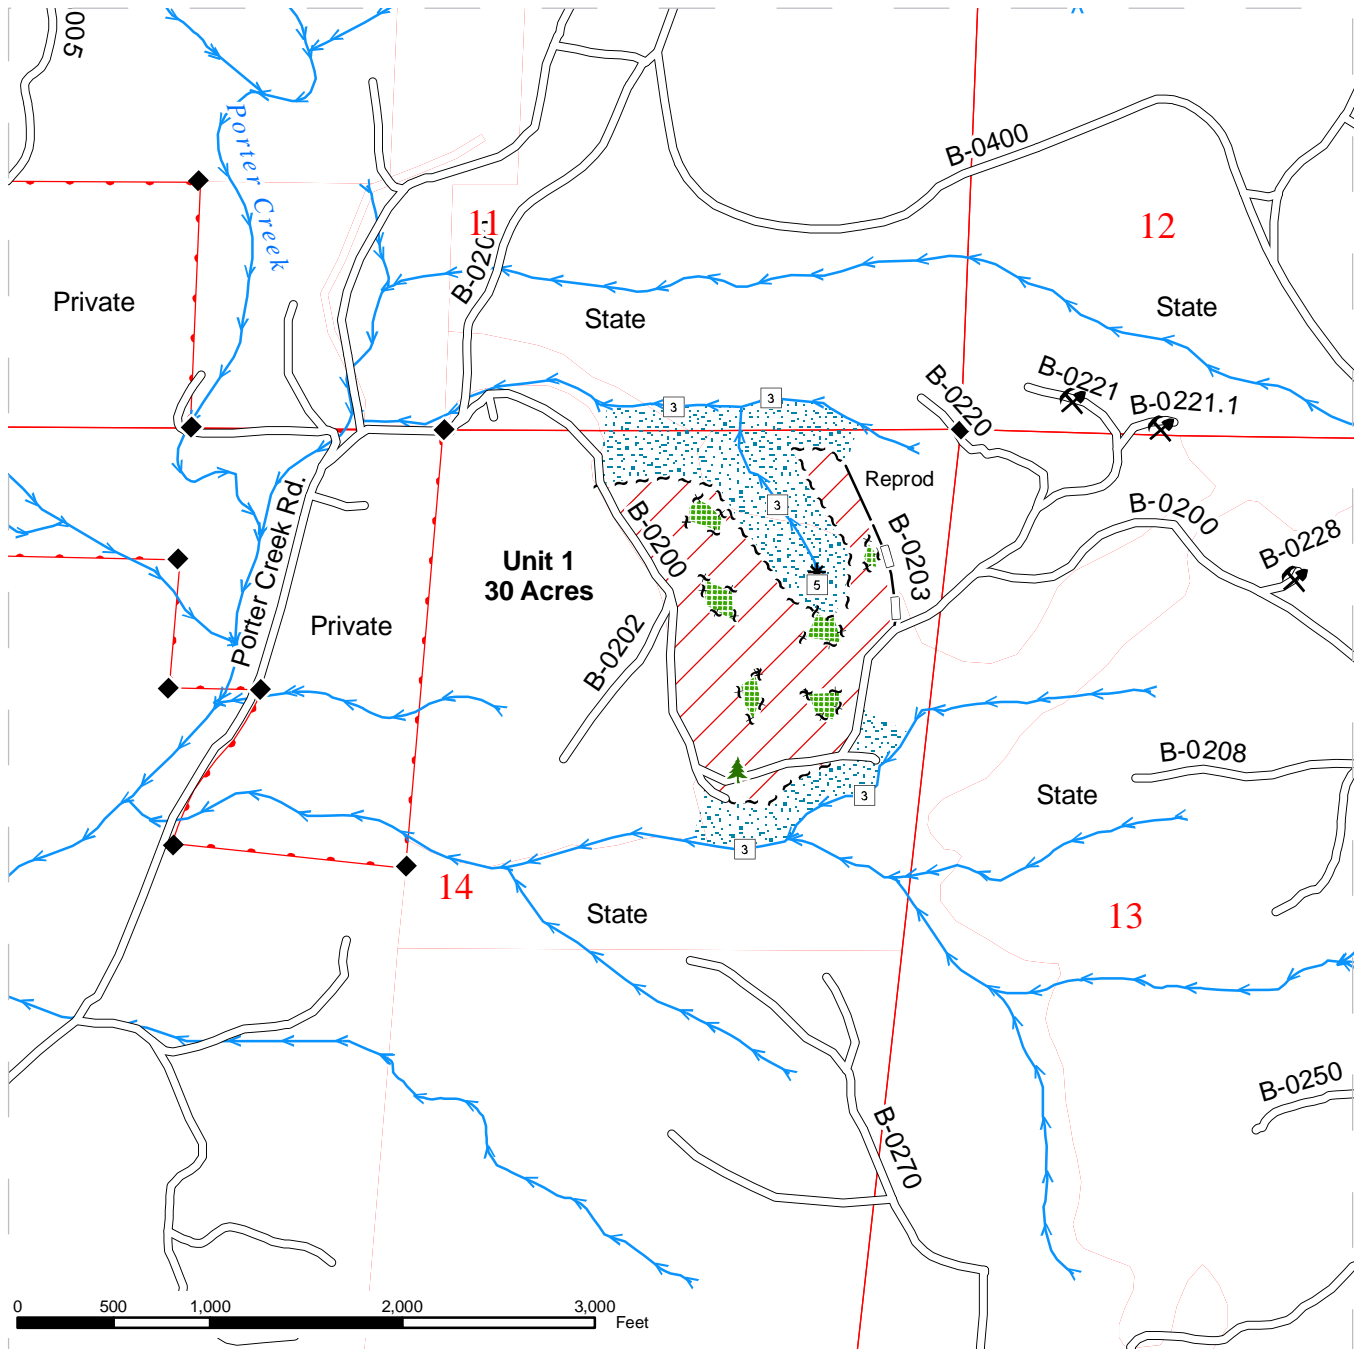 005
Porter Creek
B-0400
11
12
B-020
Private
State
State
B-0220
B-0221
B-0221.1
3
3
Reprod
3
B-0200
B-0200
B-0203
B-0228
Unit 1
30 Acres
5
Porter Creek Rd.
Private
B-0202
B-0208
State
3
3
14
State
13
B-0250
B-0270
0
500
1,000
2,000
3,000
Feet